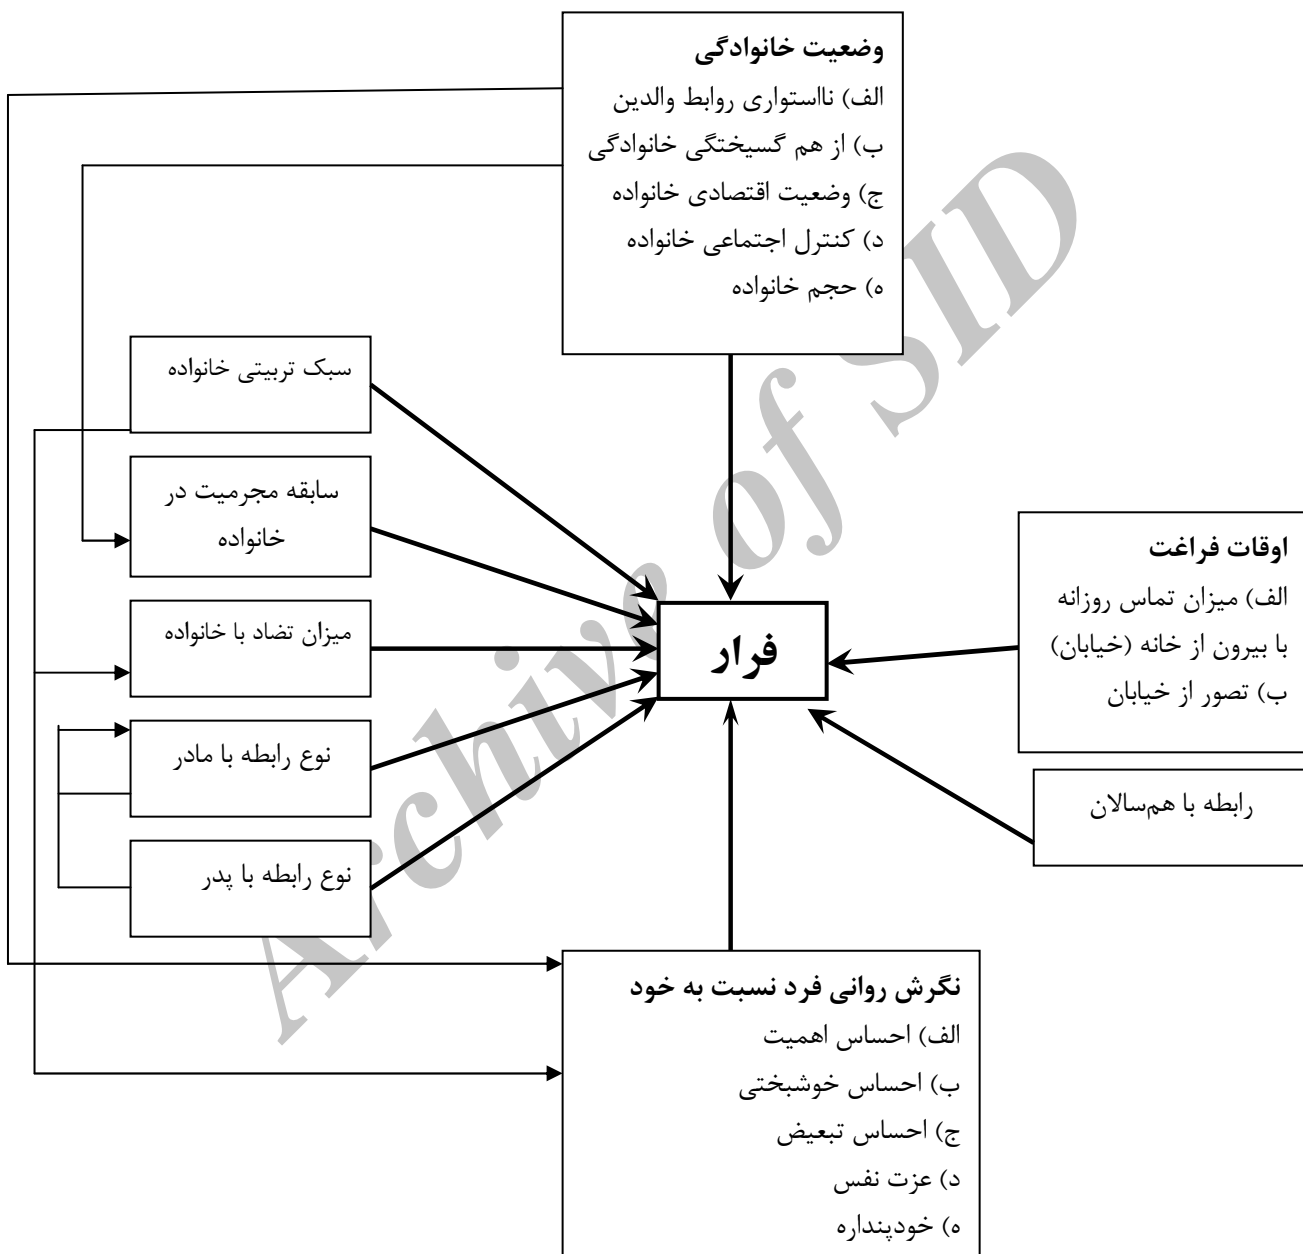 وضعیت خانوادگی
الف) نااستواری روابط والدین
ب) از هم گسیختگی خانوادگی
ج) وضعیت اقتصادی خانواده
د) کنترل اجتماعی خانواده
ه) حجم خانواده
سبک تربیتی خانواده
سابقه مجرمیت در
خانواده
میزان تضاد با خانواده
نوع رابطه با مادر
نوع رابطه با پدر
فرار
اوقات فراغت
الف) میزان تماس روزانه
با بیرون از خانه (خیابان)
ب) تصور از خیابان
رابطه با هم‌سالان
نگرش روانی فرد نسبت به خود
الف) احساس اهمیت
ب) احساس خوشبختی
ج) احساس تبعیض
د) عزت نفس
ه) خودپنداره
Archive of SID